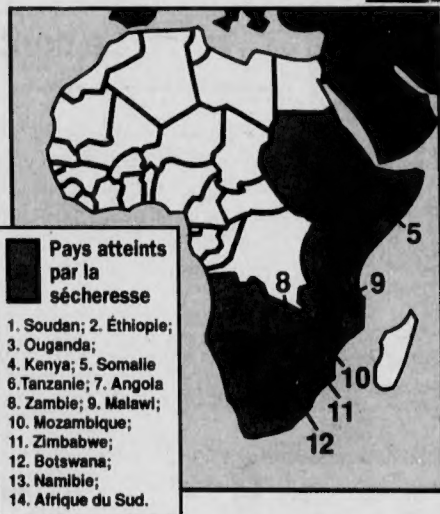 5
8
9
10
11
12
Pays atteints
par la
sécheresse
1. Soudan; 2. Éthiopie;
3. Ouganda;
4. Kenya; 5. Somalie
6.Tanzanie; 7. Angola
8. Zambie; 9. Malawi;
10. Mozambique;
11. Zimbabwe;
12. Botswana;
13. Namibie;
14. Afrique du Sud.